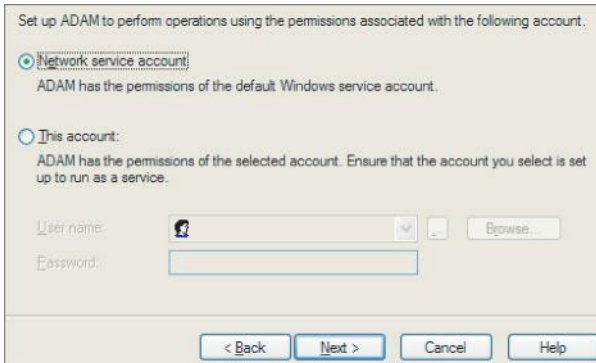 Set up ADAM to perform operations using the permissions associated with the following account.
Network service account
ADAM has the permissions of the default Windows service account.
This account:
ADAM has the permissions of the selected account. Ensure that the account you select is set
up to run as a service.
User name:
... Browse...
Password:
< Back Next > Cancel Help